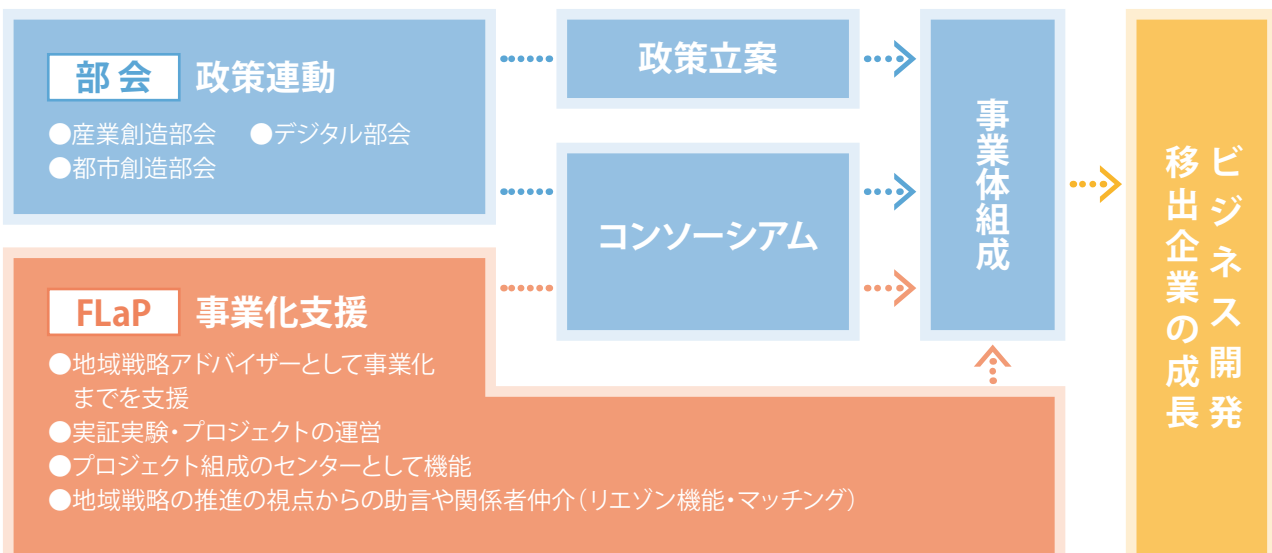 部会 政策連動
●産業創造部会 ●デジタル部会
●都市創造部会
FLaP 事業化支援
●地域戦略アドバイザーとして事業化
までを支援
●実証実験・プロジェクトの運営
●プロジェクト組成のセンターとして機能
●地域戦略の推進の視点からの助言や関係者仲介（リエゾン機能・マッチング）
政策立案
コンソーシアム
事業体組成
ビジネス開発
移出企業の成長